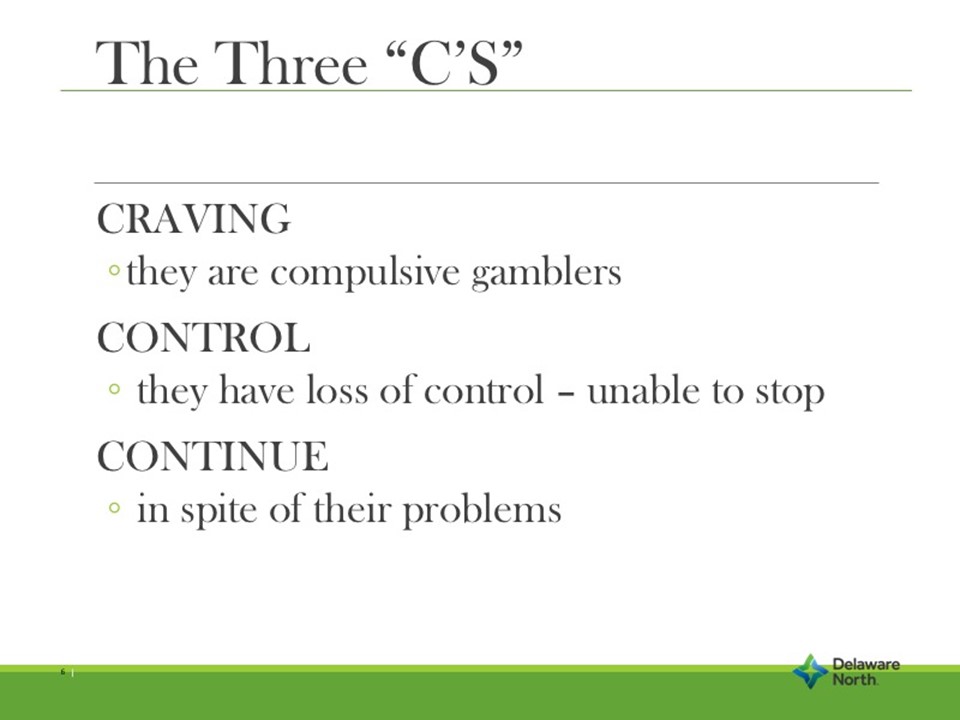 The Three “C’S”
CRAVING
◦they are compulsive gamblers
CONTROL
◦ they have loss of control – unable to stop
CONTINUE
◦ in spite of their problems
6 |
Delaware
North.